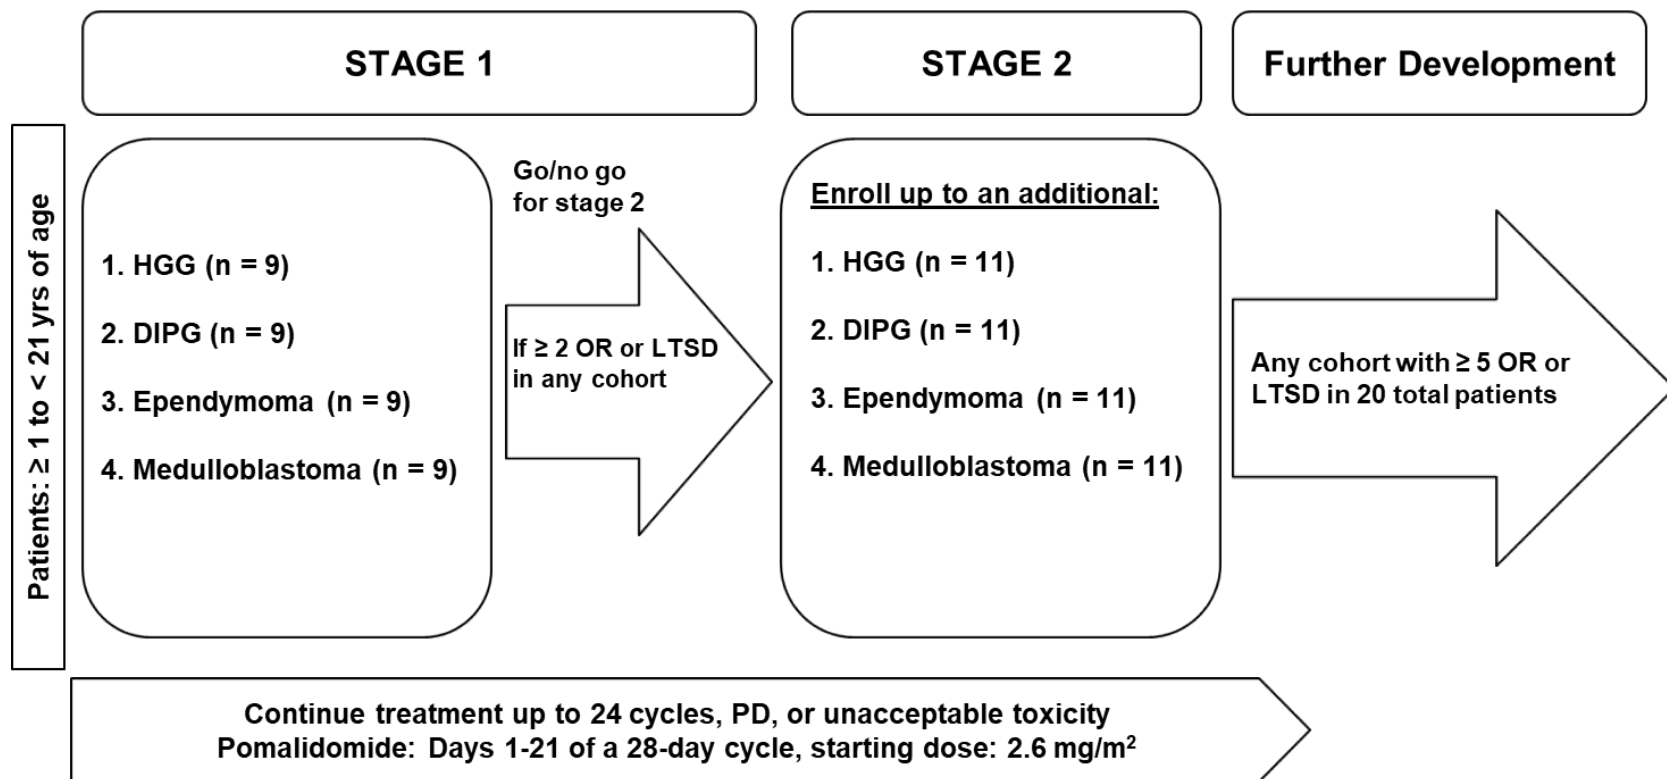 STAGE 1
STAGE 2
Further Development
Patients: ≥ 1 to < 21 yrs of age
1. HGG (n = 9)
2. DIPG (n = 9)
3. Ependymoma (n = 9)
4. Medulloblastoma (n = 9)
Go/no go
for stage 2
If ≥ 2 OR or LTSD
in any cohort
Enroll up to an additional:
1. HGG (n = 11)
2. DIPG (n = 11)
3. Ependymoma (n = 11)
4. Medulloblastoma (n = 11)
Any cohort with ≥ 5 OR or
LTSD in 20 total patients
Continue treatment up to 24 cycles, PD, or unacceptable toxicity
Pomalidomide: Days 1-21 of a 28-day cycle, starting dose: 2.6 mg/m²